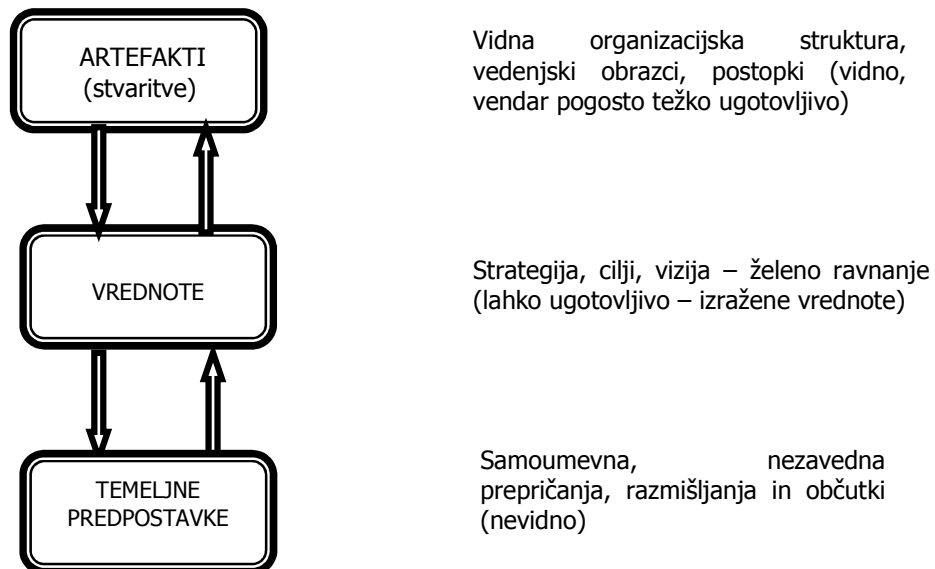 ARTEFAKTI
(stvaritve)
Vidna organizacijska struktura,
vedenjski obrazci, postopki (vidno,
vendar pogosto težko ugotovljivo)
VREDNOTE
Strategija, cilji, vizija – želeno ravnanje
(lahko ugotovljivo – izražene vrednote)
TEMELJNE
PREDPOSTAVKE
Samoumevna, nezavedna
prepričanja, razmišljanja in občutki
(nevidno)